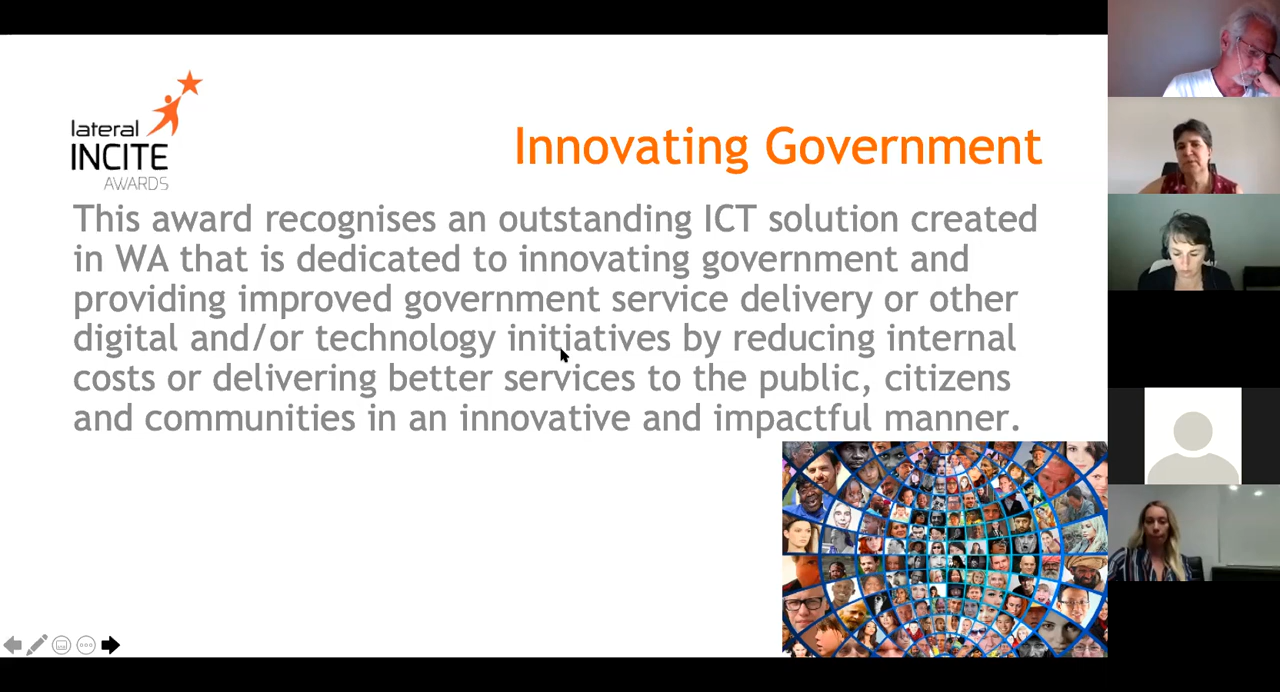 lateral
INCITE
AWARDS
Innovating Government
This award recognises an outstanding ICT solution created
in WA that is dedicated to innovating government and
providing improved government service delivery or other
digital and/or technology initiatives by reducing internal
costs or delivering better services to the public, citizens
and communities in an innovative and impactful manner.